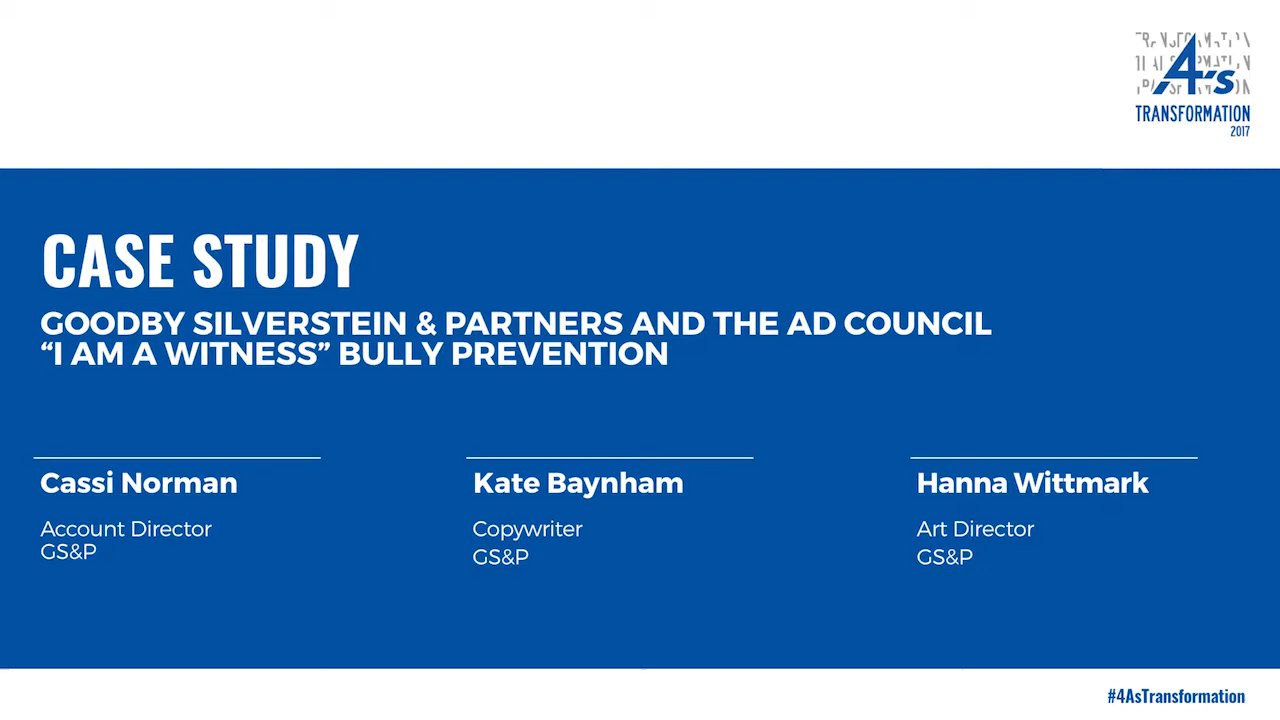 4A's
TRANSFORMATION
2017
CASE STUDY
GOODBY SILVERSTEIN & PARTNERS AND THE AD COUNCIL
“I AM A WITNESS” BULLY PREVENTION
Cassi Norman
Account Director
GS&P
Kate Baynham
Copywriter
GS&P
Hanna Wittmark
Art Director
GS&P
#4AsTransformation